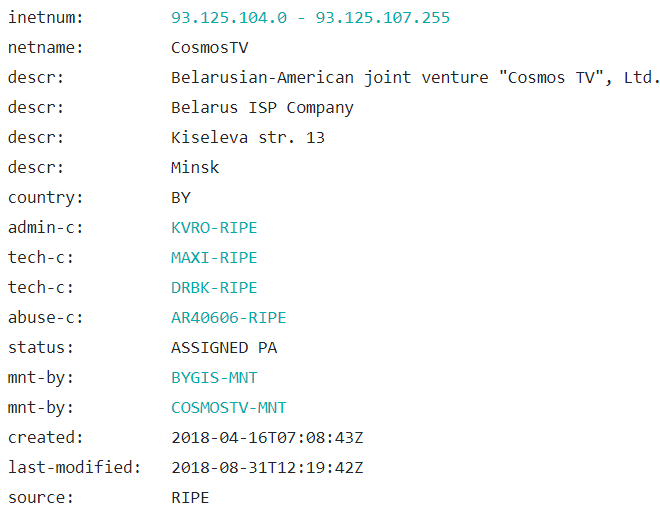 inetnum: 93.125.104.0 - 93.125.107.255
netname: CosmosTV
descr: Belarusian-American joint venture "Cosmos TV", Ltd.
descr: Belarus ISP Company
descr: Kiseleva str. 13
descr: Minsk
country: BY
admin-c: KVRO-RIPE
tech-c: MAXI-RIPE
tech-c: DRBK-RIPE
abuse-c: AR40606-RIPE
status: ASSIGNED PA
mnt-by: BYGIS-MNT
mnt-by: COSMOSTV-MNT
created: 2018-04-16T07:08:43Z
last-modified: 2018-08-31T12:19:42Z
source: RIPE